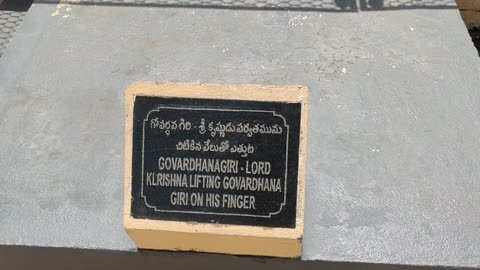 గోవర్ధన గిరి - శ్రీ కృష్ణుడు పర్వతమును
చిటికిన వేలుతో ఎత్తుట
GOVARDHANAGIRI - LORD
KLRISHNA LIFTING GOVARDHANA
GIRI ON HIS FINGER